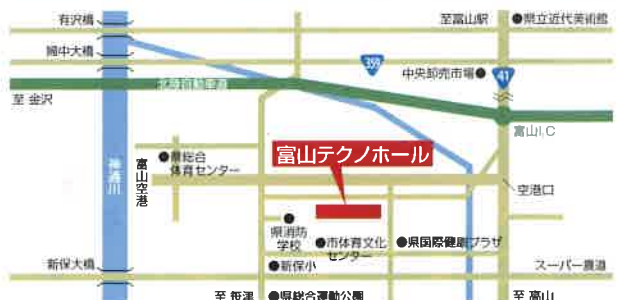 有沢橋
至富山駅
●県立近代美術館
婦中大橋
359
中央卸売市場●
41
北陸自動車道
至 金沢
富山I.C
富山テクノホール
●県総合
体育センター
神通川
富山空港
空港口
県消防
学校
●市体育文化
センター
●県国際健康プラザ
新保大橋
●新保小
スーパー農道
至 笹津
●県総合運動公園
至 高山